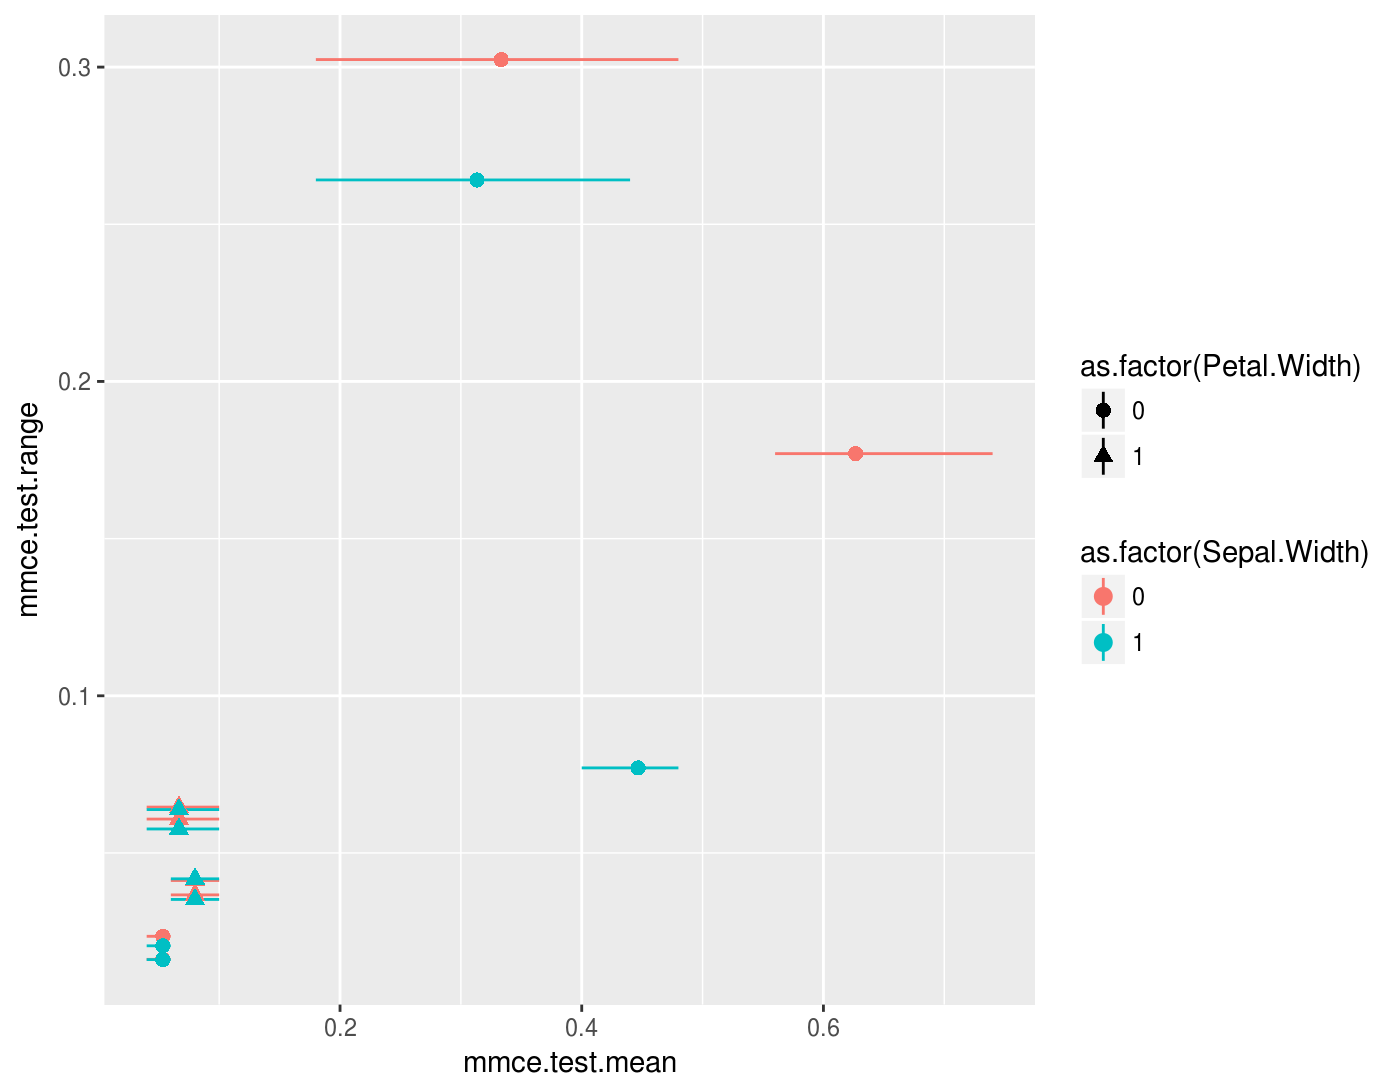 0.3
0.2
0.1
mmce.test.range
0.2 0.4 0.6
mmce.test.mean
as.factor(Petal.Width)
0
1
as.factor(Sepal.Width)
0
1